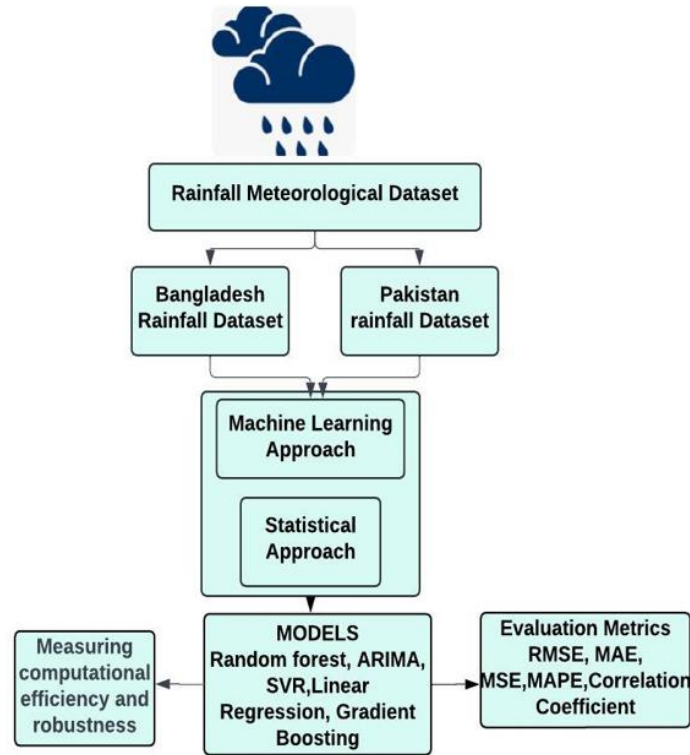 Rainfall Meteorological Dataset
Bangladesh
Rainfall Dataset
Pakistan
rainfall Dataset
Machine Learning
Approach
Statistical
Approach
MODELS
Random forest, ARIMA,
SVR,Linear
Regression, Gradient
Boosting
Measuring
computational
efficiency and
robustness
Evaluation Metrics
RMSE, MAE,
MSE,MAPE,Correlation
Coefficient